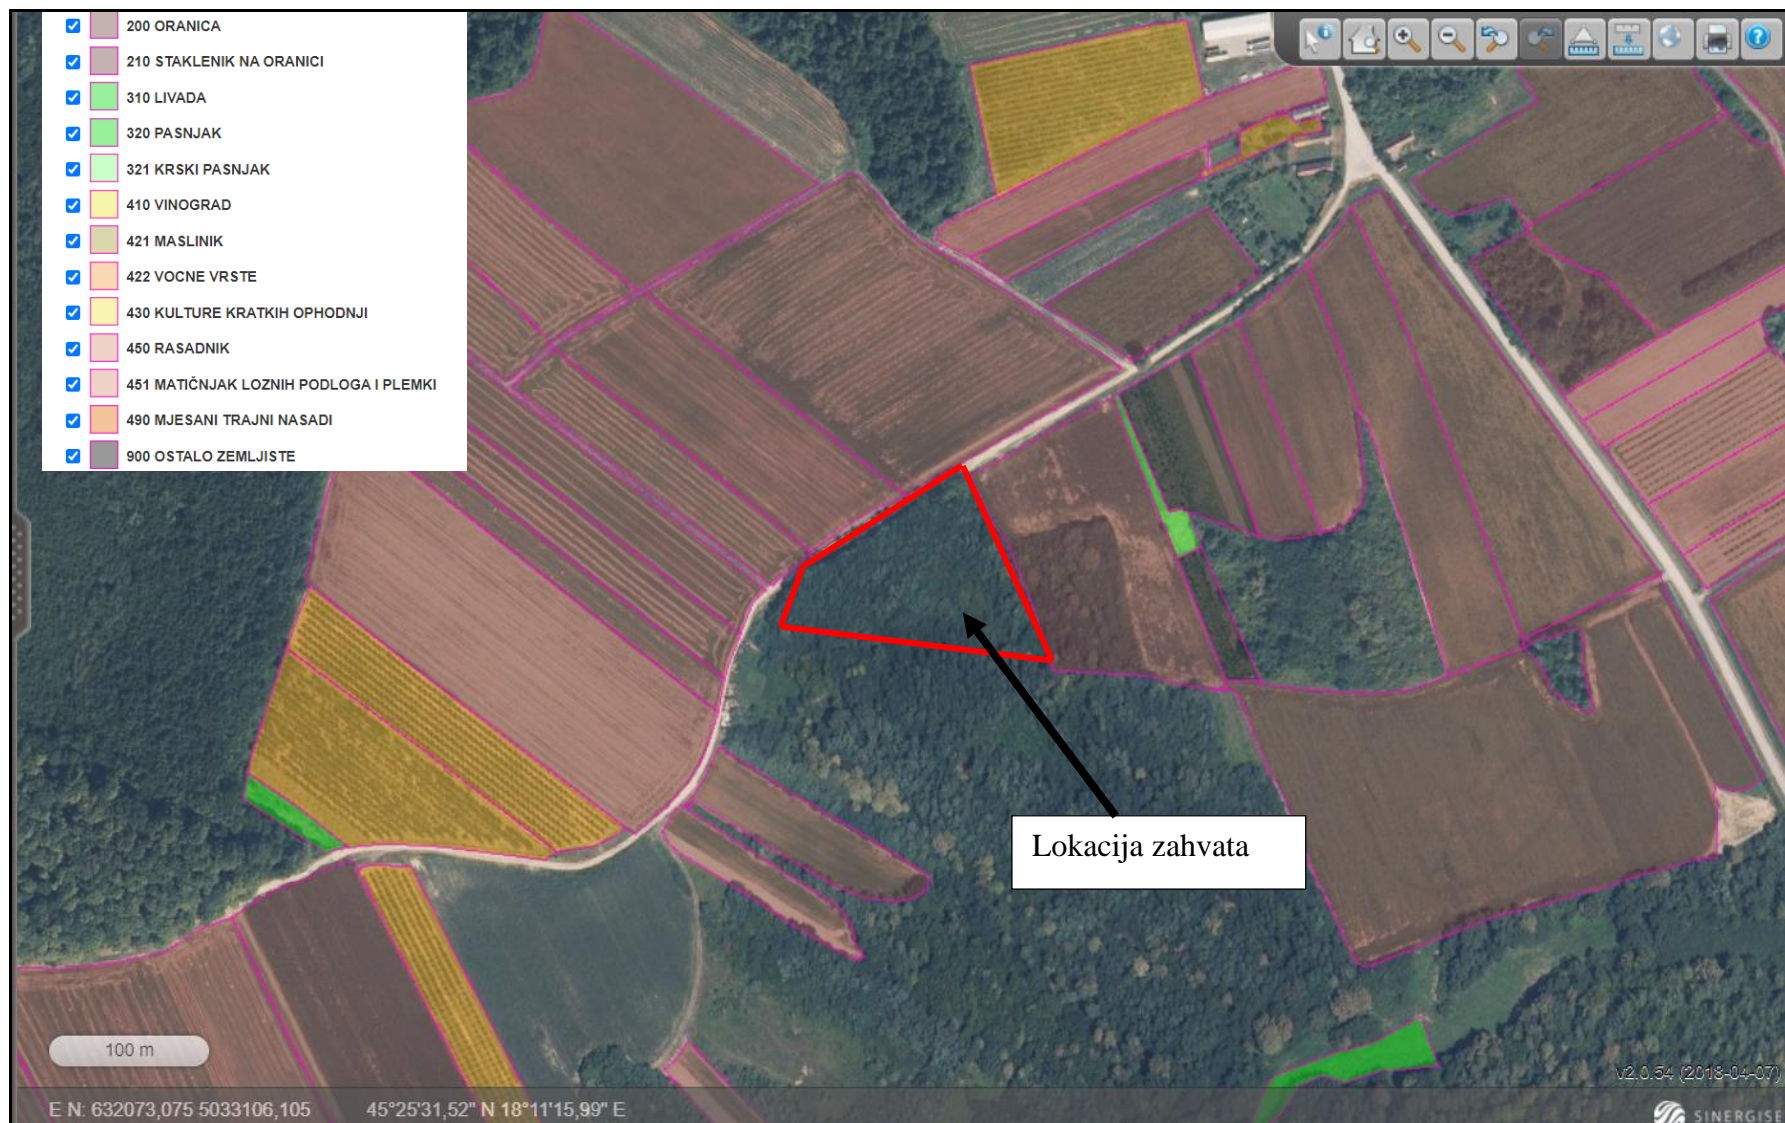 200 ORANICA
210 STAKLENIK NA ORANICI
310 LIVADA
320 PASNJAK
321 KRSKI PASNJAK
410 VINOGRAD
421 MASLINIK
422 VOCNE VRSTE
430 KULTURE KRATKIH OPHODNJI
450 RASADNIK
451 MATIČNJAK LOZNIH PODLOGA I PLEMKI
490 MJESANI TRAJNI NASADI
900 OSTALO ZEMLJISTE
Lokacija zahvata
100 m
v2.0.54 (2018-04-07)
E N: 632073,075 5033106,105 45°25'31,52" N 18°11'15,99" E
SINERGISE